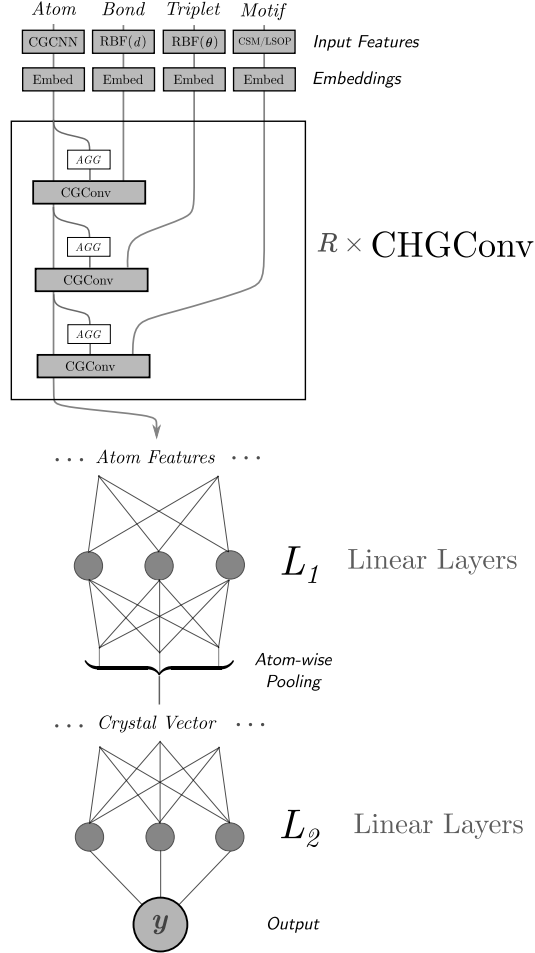 Atom Bond Triplet Motif
CGCNN RBF(d) RBF(θ) CSM/LSOP Input Features
Embed Embed Embed Embed Embeddings
AGG
CGConv
AGG
R × CHGConv
CGConv
AGG
CGConv
... Atom Features ...
L1 Linear Layers
Atom-wise
Pooling
... Crystal Vector ...
L2 Linear Layers
y Output